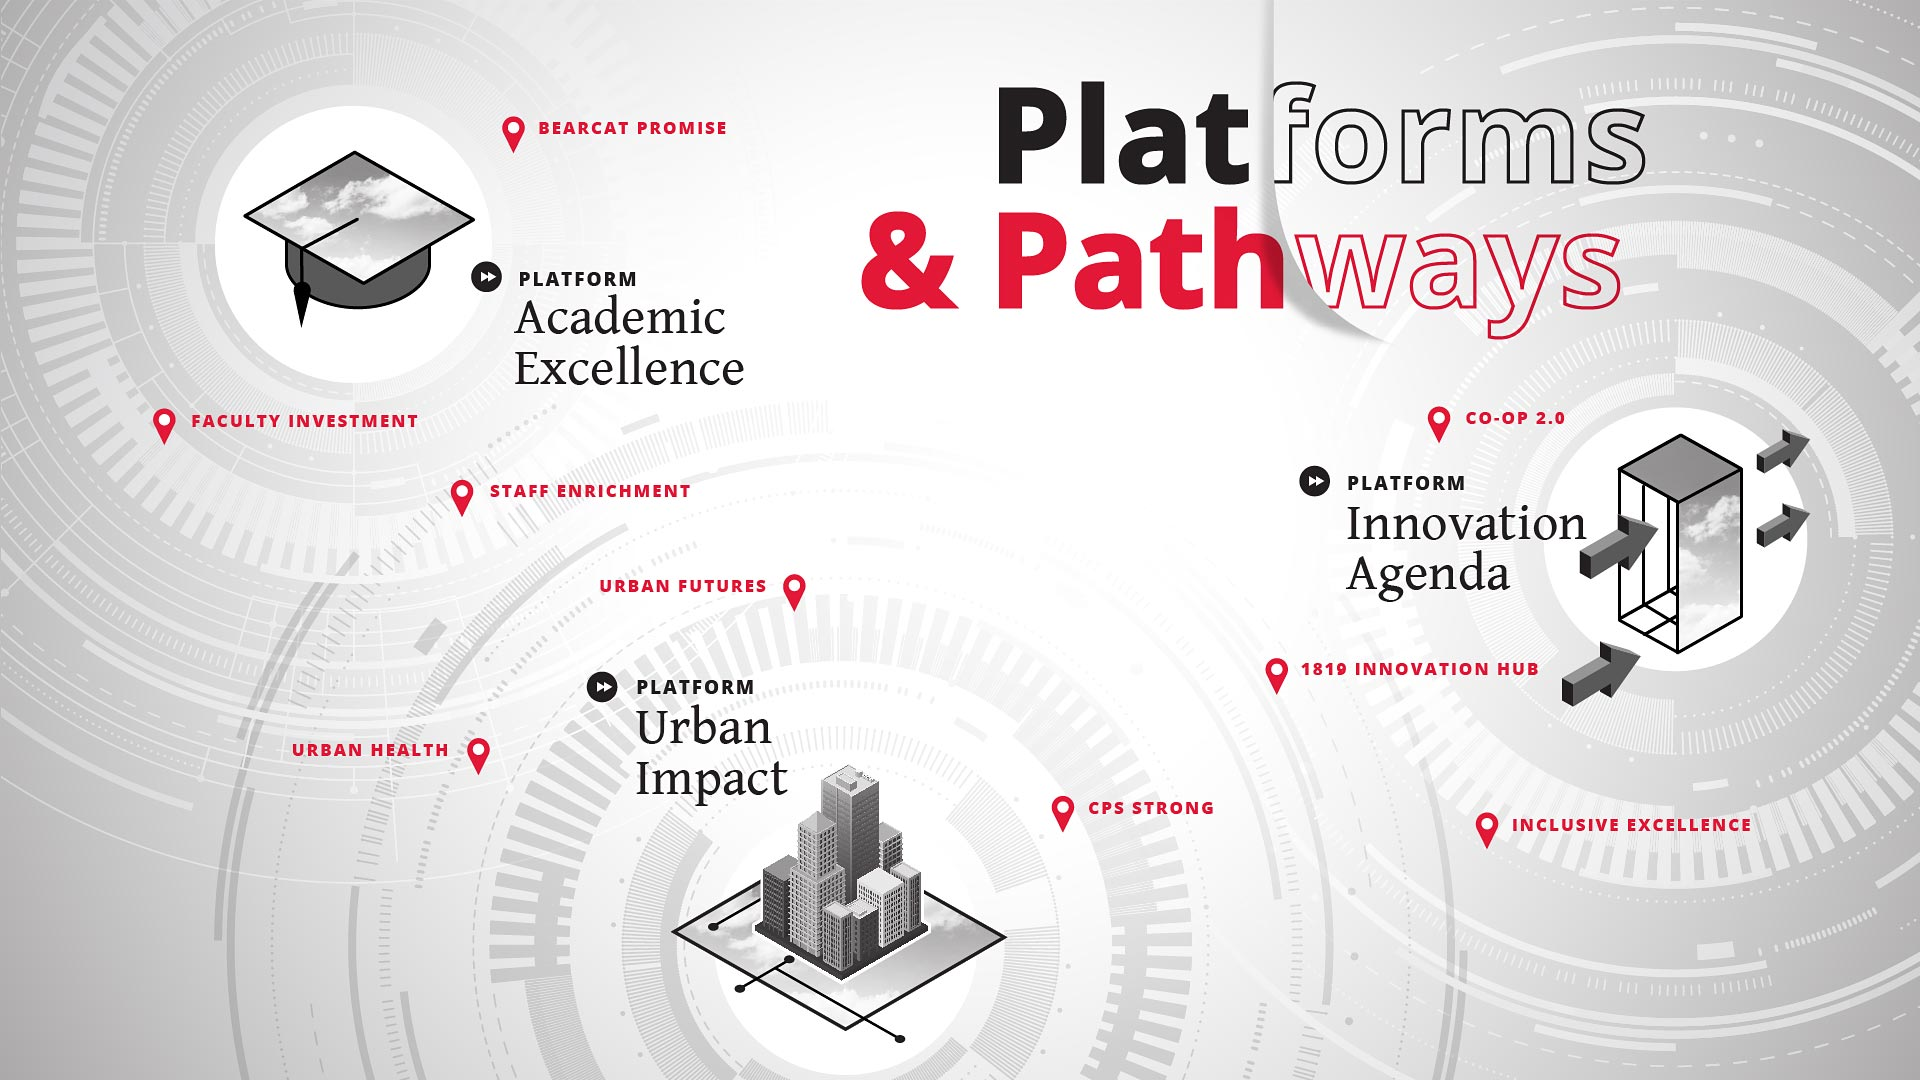 Platforms
& Pathways
BEARCAT PROMISE
PLATFORM
Academic
Excellence
FACULTY INVESTMENT
STAFF ENRICHMENT
CO-OP 2.0
PLATFORM
Innovation
Agenda
1819 INNOVATION HUB
INCLUSIVE EXCELLENCE
URBAN FUTURES
PLATFORM
Urban
Impact
URBAN HEALTH
CPS STRONG